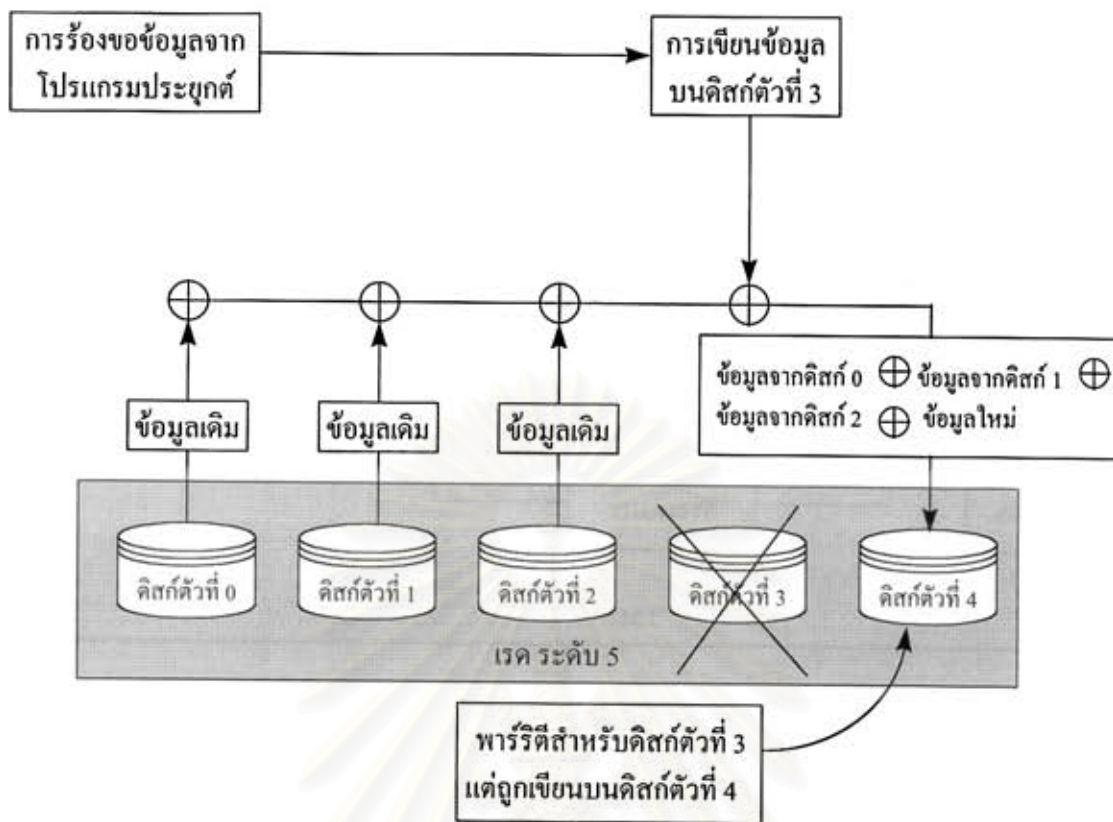 การร้องขอข้อมูลจาก
โปรแกรมประยุกต์
การเขียนข้อมูล
บนดิสก์ตัวที่ 3
ข้อมูลจากดิสก์ 0 ⊕ ข้อมูลจากดิสก์ 1 ⊕
ข้อมูลจากดิสก์ 2 ⊕ ข้อมูลใหม่
ข้อมูลเดิม
ข้อมูลเดิม
ข้อมูลเดิม
ดิสก์ตัวที่ 0
ดิสก์ตัวที่ 1
ดิสก์ตัวที่ 2
ดิสก์ตัวที่ 3
ดิสก์ตัวที่ 4
เรด ระดับ 5
พาร์ริตีสำหรับดิสก์ตัวที่ 3
แต่ถูกเขียนบนดิสก์ตัวที่ 4